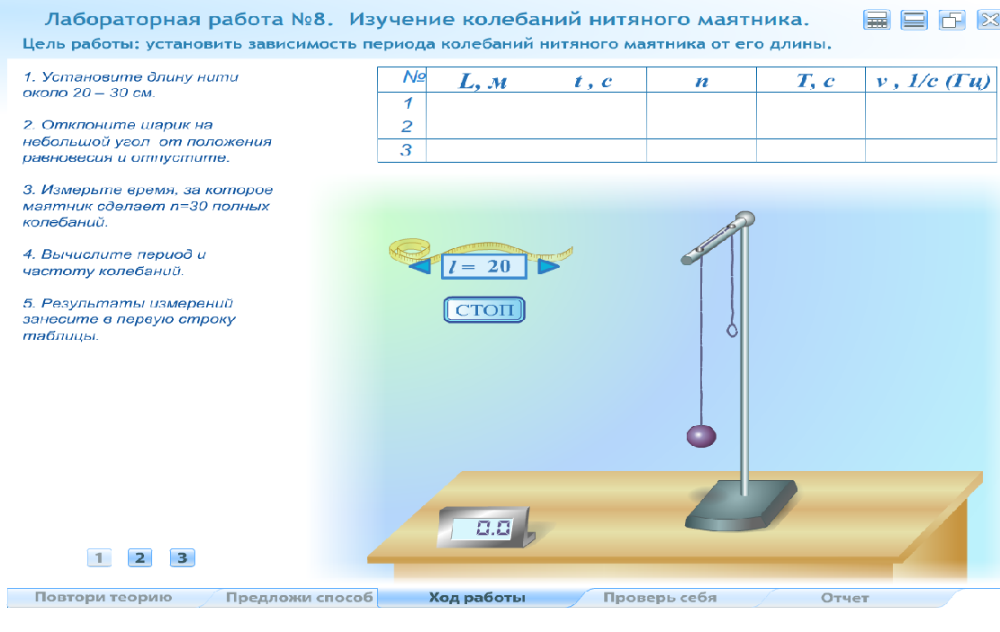 Лабораторная работа №8. Изучение колебаний нитяного маятника.
Цель работы: установить зависимость периода колебаний нитяного маятника от его длины.
1. Установите длину нити
около 20 – 30 см.
2. Отклоните шарик на
небольшой угол от положения
равновесия и отпустите.
3. Измерьте время, за которое
маятник сделает n=30 полных
колебаний.
4. Вычислите период и
частоту колебаний.
5. Результаты измерений
занесите в первую строку
таблицы.
№ L, м t , с n T, с ν , 1/с (Гц)
1
2
3
l = 20
СТОП
0.0
1 2 3
Повтори теорию Предложи способ Ход работы Проверь себя Отчет